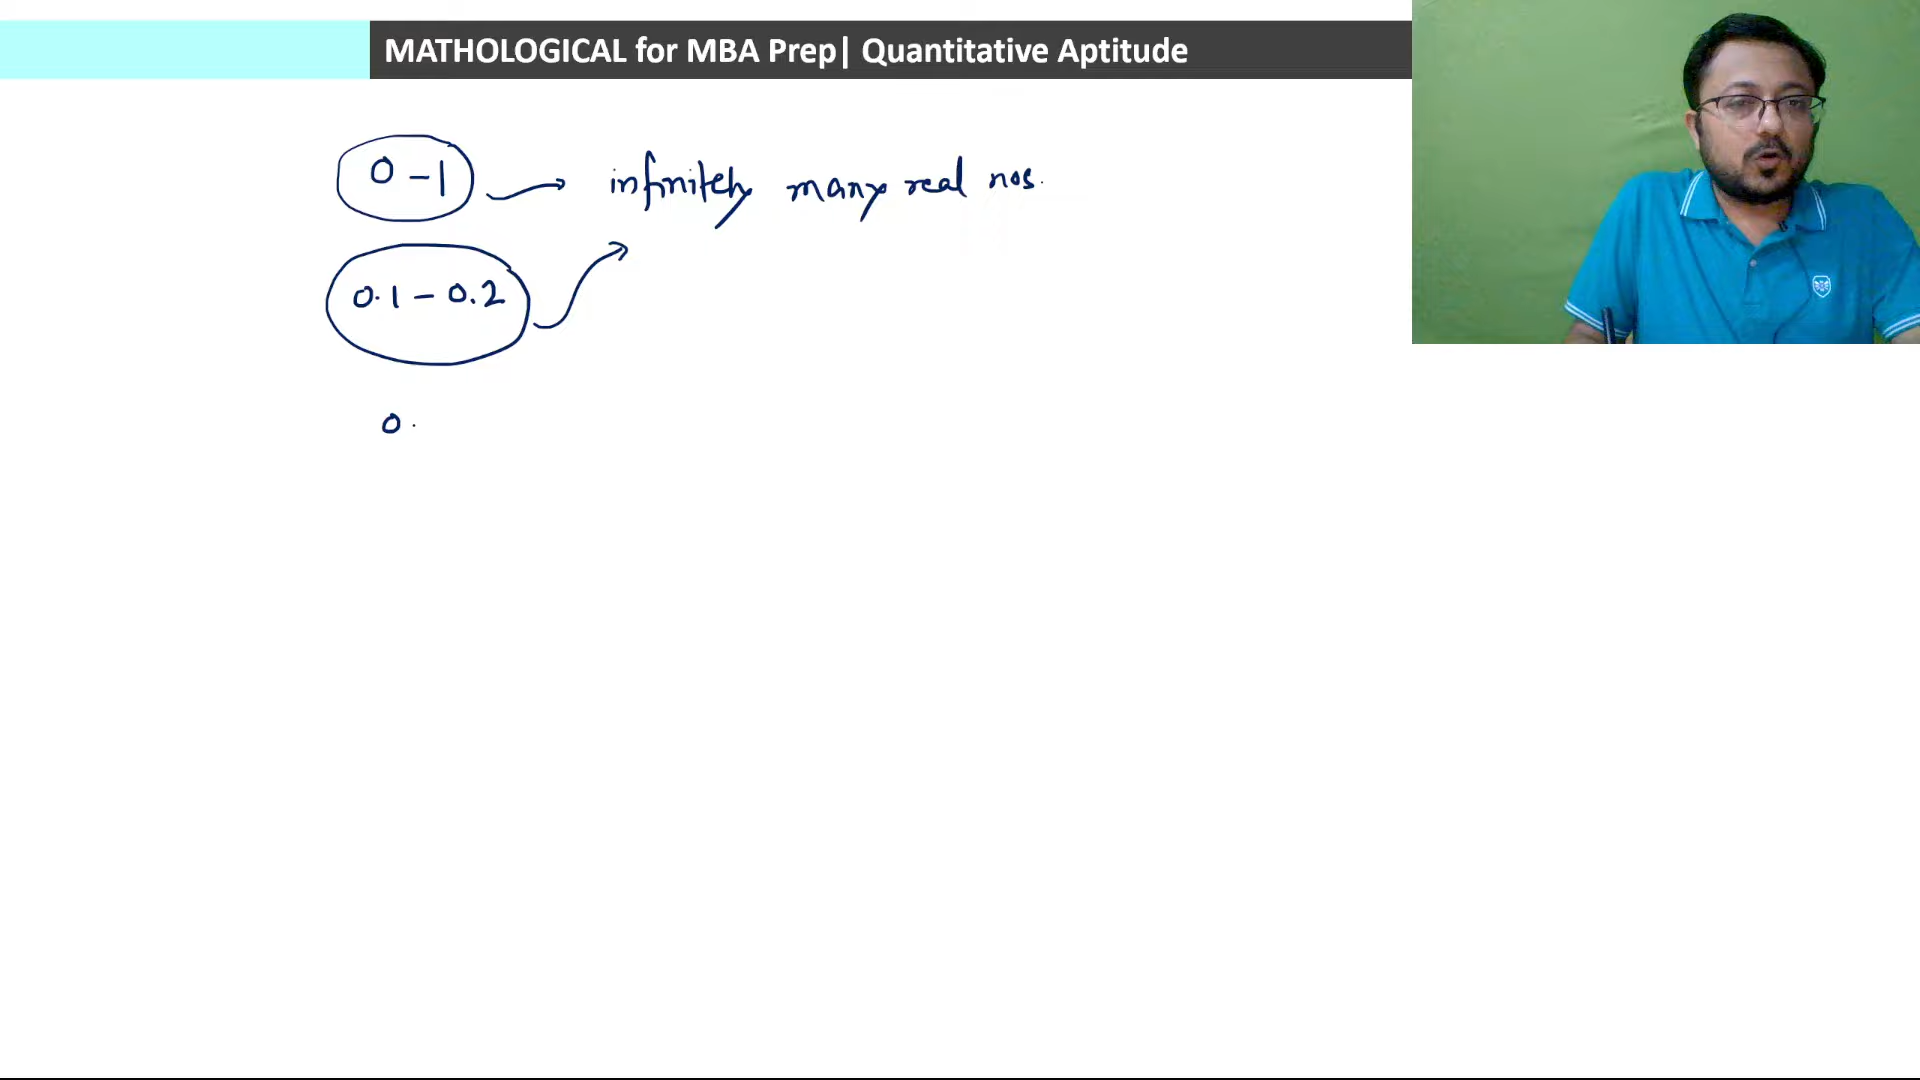 MATHOLOGICAL for MBA Prep| Quantitative Aptitude
0 - 1 infinitely many real nos.
0.1 - 0.2
0.